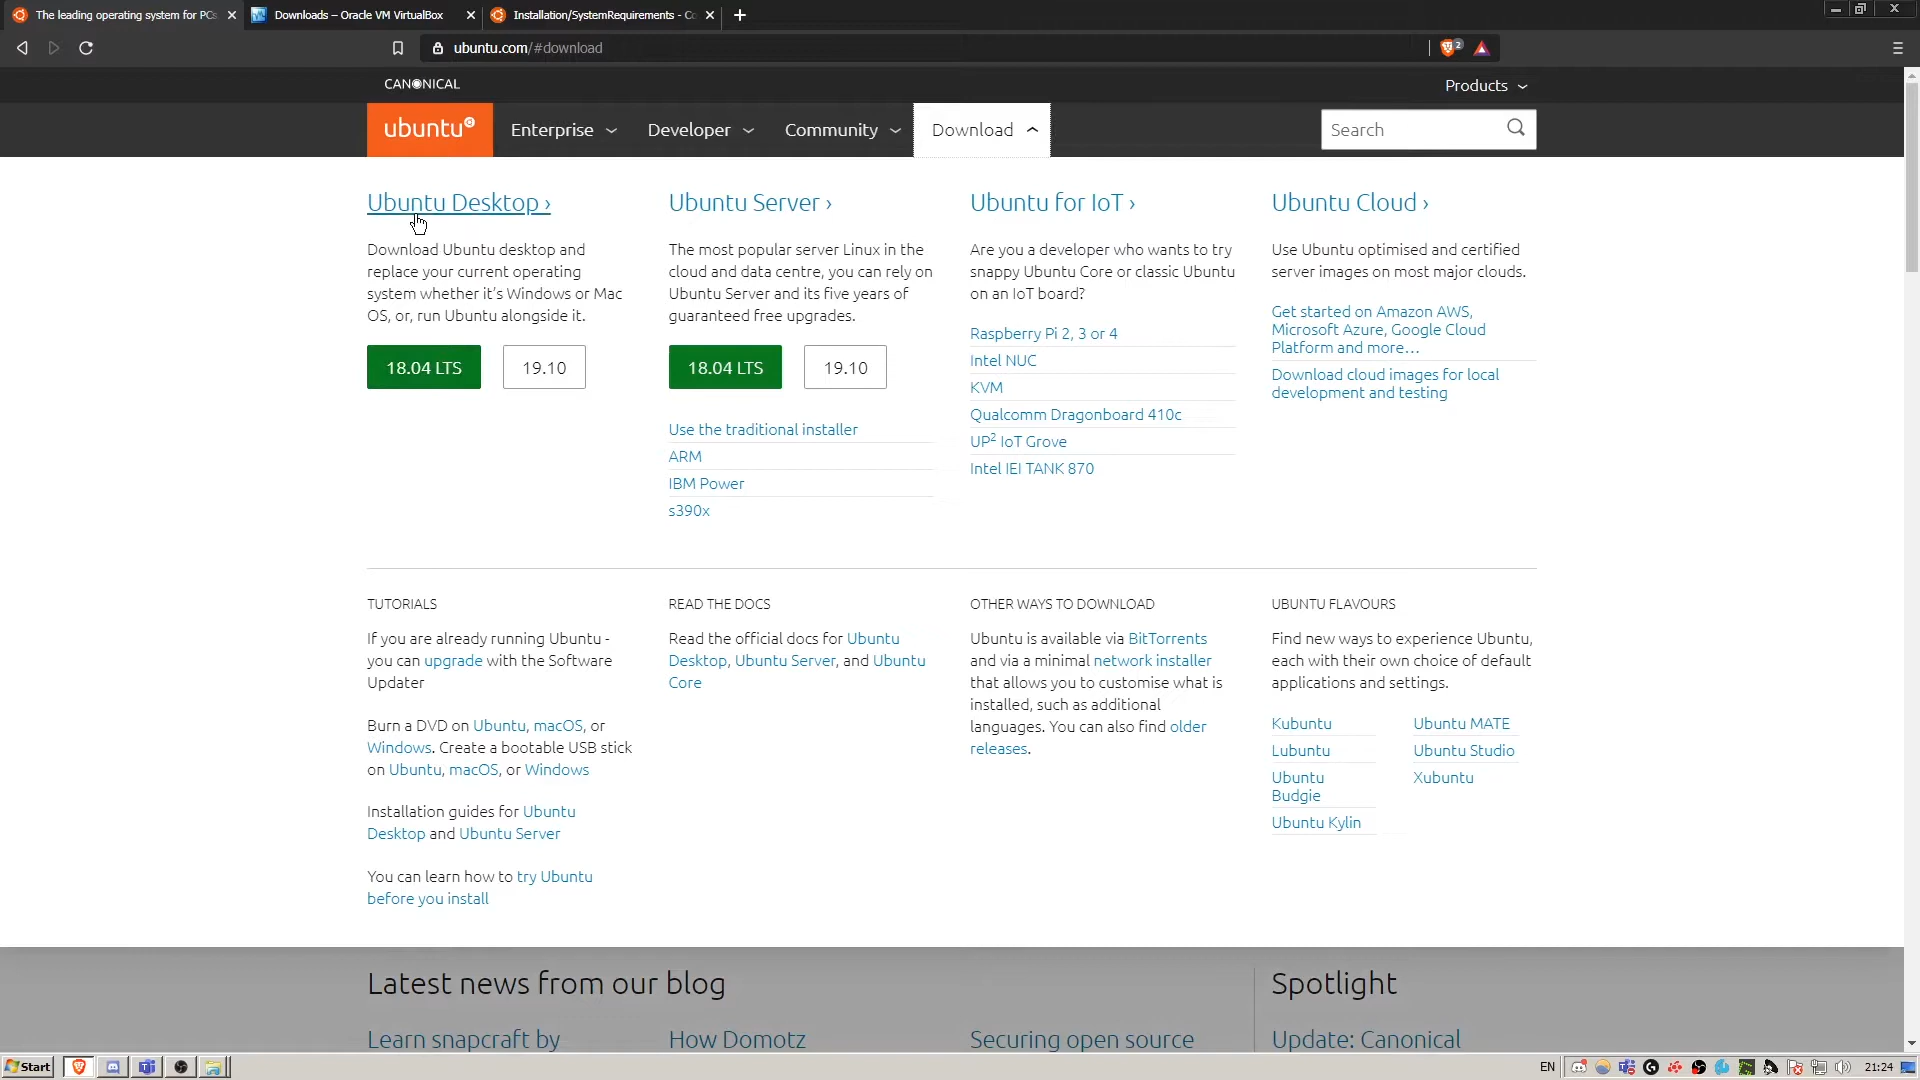 The leading operating system for PCs
Downloads – Oracle VM VirtualBox
Installation/SystemRequirements - Co
ubuntu.com/#download
2
CANONICAL
Products
ubuntu
Enterprise
Developer
Community
Download
Search
Ubuntu Desktop ›
Download Ubuntu desktop and
replace your current operating
system whether it's Windows or Mac
OS, or, run Ubuntu alongside it.
18.04 LTS
19.10
Ubuntu Server ›
The most popular server Linux in the
cloud and data centre, you can rely on
Ubuntu Server and its five years of
guaranteed free upgrades.
18.04 LTS
19.10
Use the traditional installer
ARM
IBM Power
s390x
Ubuntu for IoT ›
Are you a developer who wants to try
snappy Ubuntu Core or classic Ubuntu
on an IoT board?
Raspberry Pi 2, 3 or 4
Intel NUC
KVM
Qualcomm Dragonboard 410c
UP² IoT Grove
Intel IEI TANK 870
Ubuntu Cloud ›
Use Ubuntu optimised and certified
server images on most major clouds.
Get started on Amazon AWS,
Microsoft Azure, Google Cloud
Platform and more…
Download cloud images for local
development and testing
TUTORIALS
If you are already running Ubuntu -
you can upgrade with the Software
Updater
Burn a DVD on Ubuntu, macOS, or
Windows. Create a bootable USB stick
on Ubuntu, macOS, or Windows
Installation guides for Ubuntu
Desktop and Ubuntu Server
You can learn how to try Ubuntu
before you install
READ THE DOCS
Read the official docs for Ubuntu
Desktop, Ubuntu Server, and Ubuntu
Core
OTHER WAYS TO DOWNLOAD
Ubuntu is available via BitTorrents
and via a minimal network installer
that allows you to customise what is
installed, such as additional
languages. You can also find older
releases.
UBUNTU FLAVOURS
Find new ways to experience Ubuntu,
each with their own choice of default
applications and settings.
Kubuntu
Lubuntu
Ubuntu
Budgie
Ubuntu Kylin
Ubuntu MATE
Ubuntu Studio
Xubuntu
Latest news from our blog
Spotlight
Learn snapcraft by
How Domotz
Securing open source
Update: Canonical
Start
EN
21:24